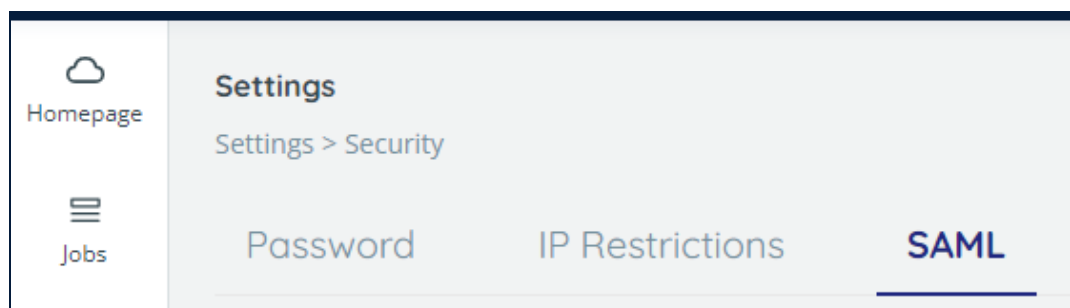 Homepage
Jobs
Settings
Settings > Security
Password IP Restrictions SAML